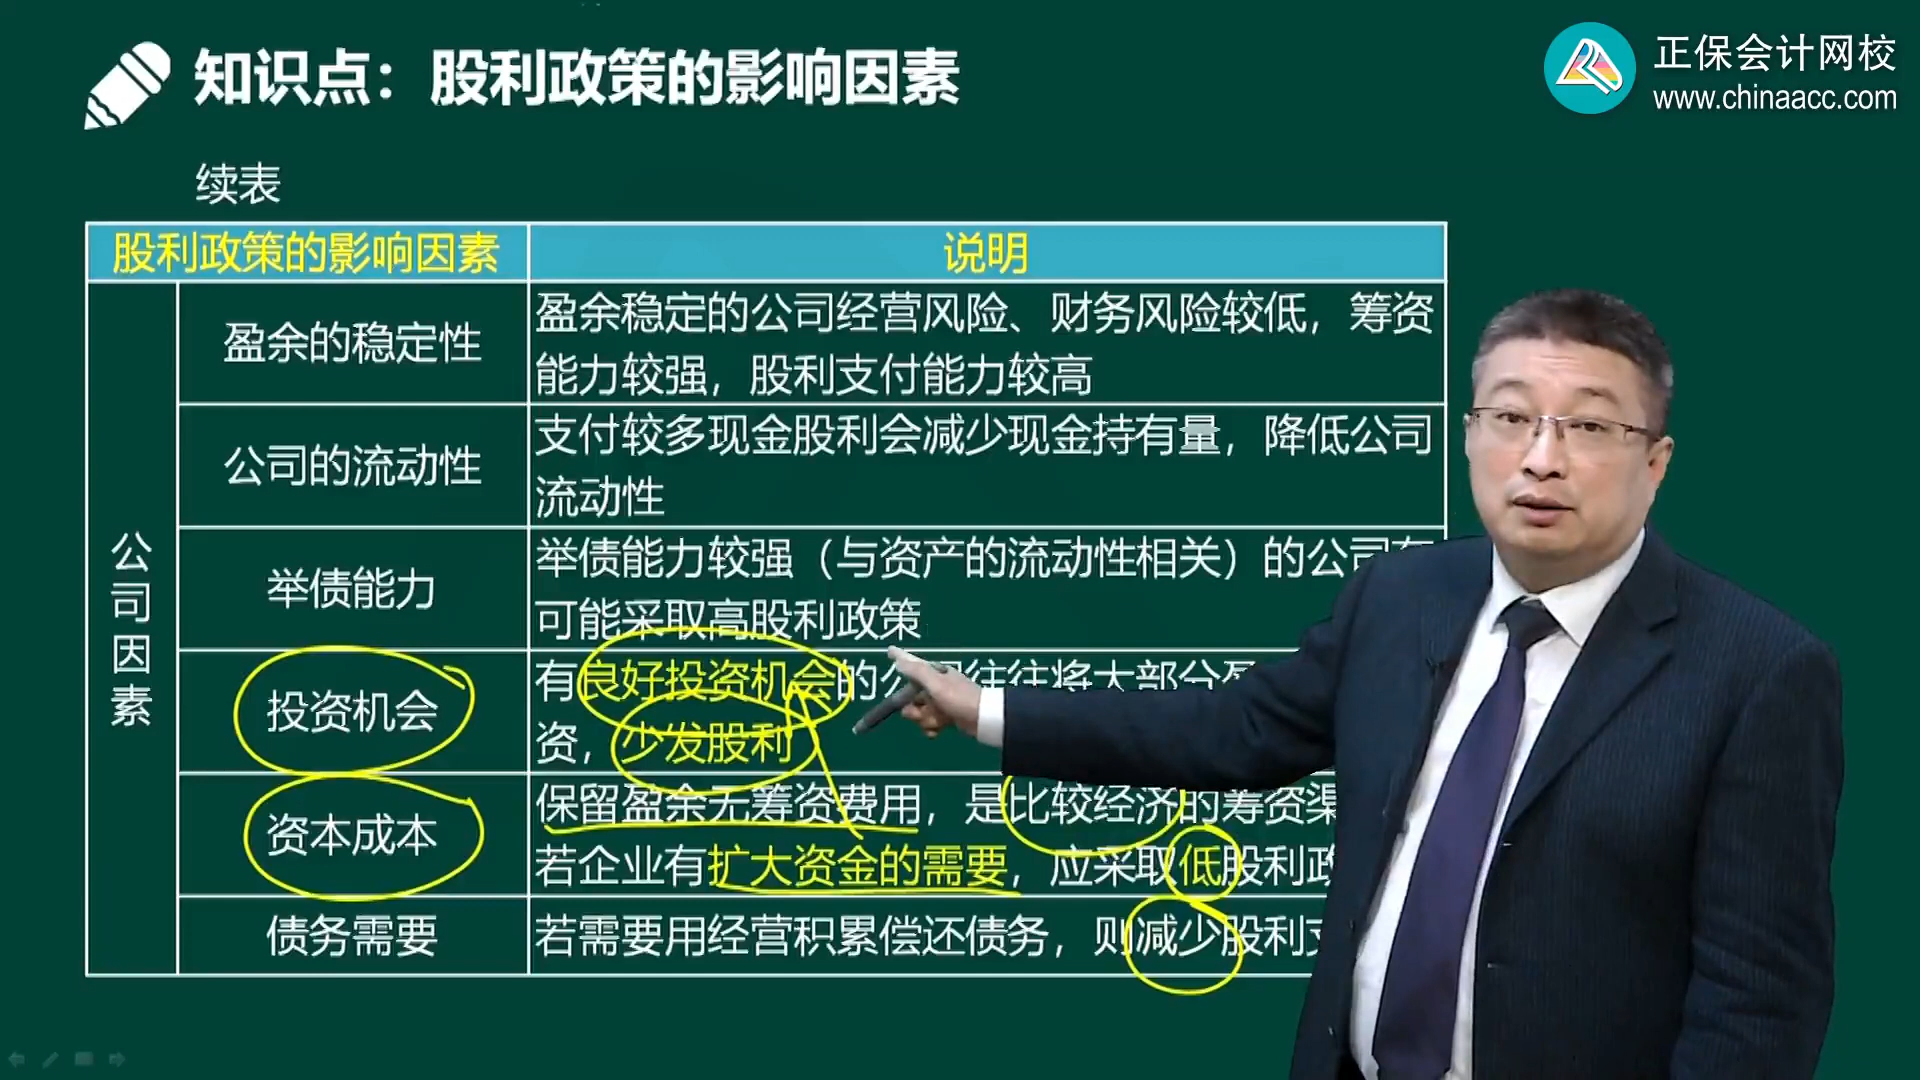 知识点：股利政策的影响因素
正保会计网校
www.chinaacc.com
续表
股利政策的影响因素 说明
公司因素
盈余的稳定性
盈余稳定的公司经营风险、财务风险较低，筹资
能力较强，股利支付能力较高
公司的流动性
支付较多现金股利会减少现金持有量，降低公司
流动性
举债能力
举债能力较强（与资产的流动性相关）的公司
可能采取高股利政策
投资机会
有良好投资机会的公司往往将大部分盈
资，少发股利
资本成本
保留盈余无筹资费用，是比较经济的筹资渠
若企业有扩大资金的需要，应采取低股利政
债务需要
若需要用经营积累偿还债务，则减少股利支